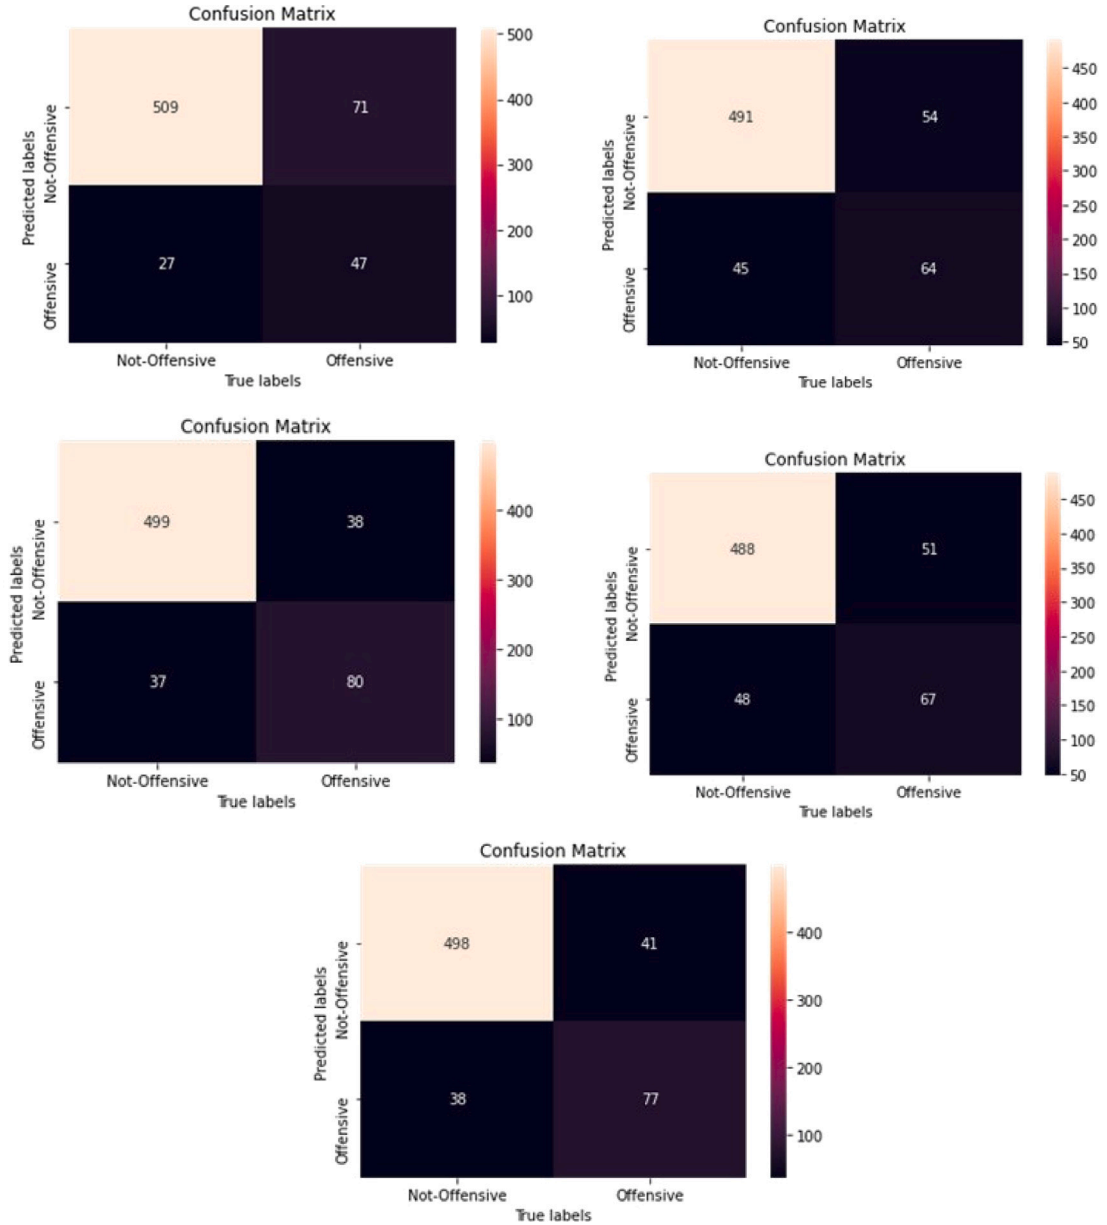 Confusion Matrix
Predicted labels
Not-Offensive
Offensive
509
71
27
47
Not-Offensive
Offensive
True labels
500
400
300
200
100
Confusion Matrix
Predicted labels
Not-Offensive
Offensive
491
54
45
64
Not-Offensive
Offensive
True labels
450
400
350
300
250
200
150
100
50
Confusion Matrix
Predicted labels
Not-Offensive
Offensive
499
38
37
80
Not-Offensive
Offensive
True labels
400
300
200
100
Confusion Matrix
Predicted labels
Not-Offensive
Offensive
488
51
48
67
Not-Offensive
Offensive
True labels
450
400
350
300
250
200
150
100
50
Confusion Matrix
Predicted labels
Not-Offensive
Offensive
498
41
38
77
Not-Offensive
Offensive
True labels
400
300
200
100